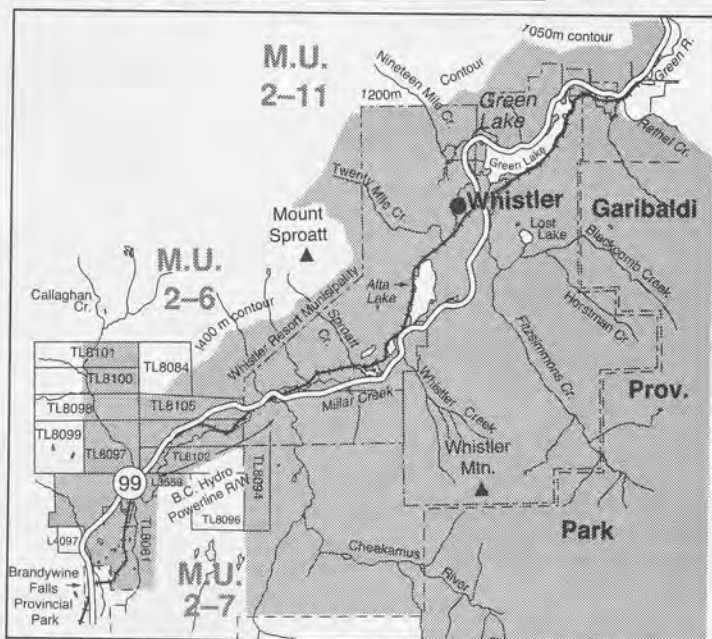 1050m contour
M.U.
2–11
Nineteen Mile Cr.
Contour
1200m
Green
Lake
Green R.
Green Lake
Rethel Cr.
Twenty Mile Cr.
Whistler
Garibaldi
Lost
Lake
Mount
Sproatt
Blackcomb Creek
M.U.
2–6
Callaghan
Cr.
Alta
Lake
Whistler Resort Municipality
1400 m contour
Sproatt
Cr.
Horstman Cr.
Fitzsimmons Cr.
TL8101
TL8084
TL8100
TL8098
TL8105
Prov.
Millar Creek
Whistler Creek
TL8099
TL8097
TL8102
Whistler
Mtn.
99
L3559
B.C. Hydro
Powerline R/W
TL8094
TL8096
Park
L4097
TL8061
Cheakamus
River
Brandywine
Falls
Provincial
Park
M.U.
2–7